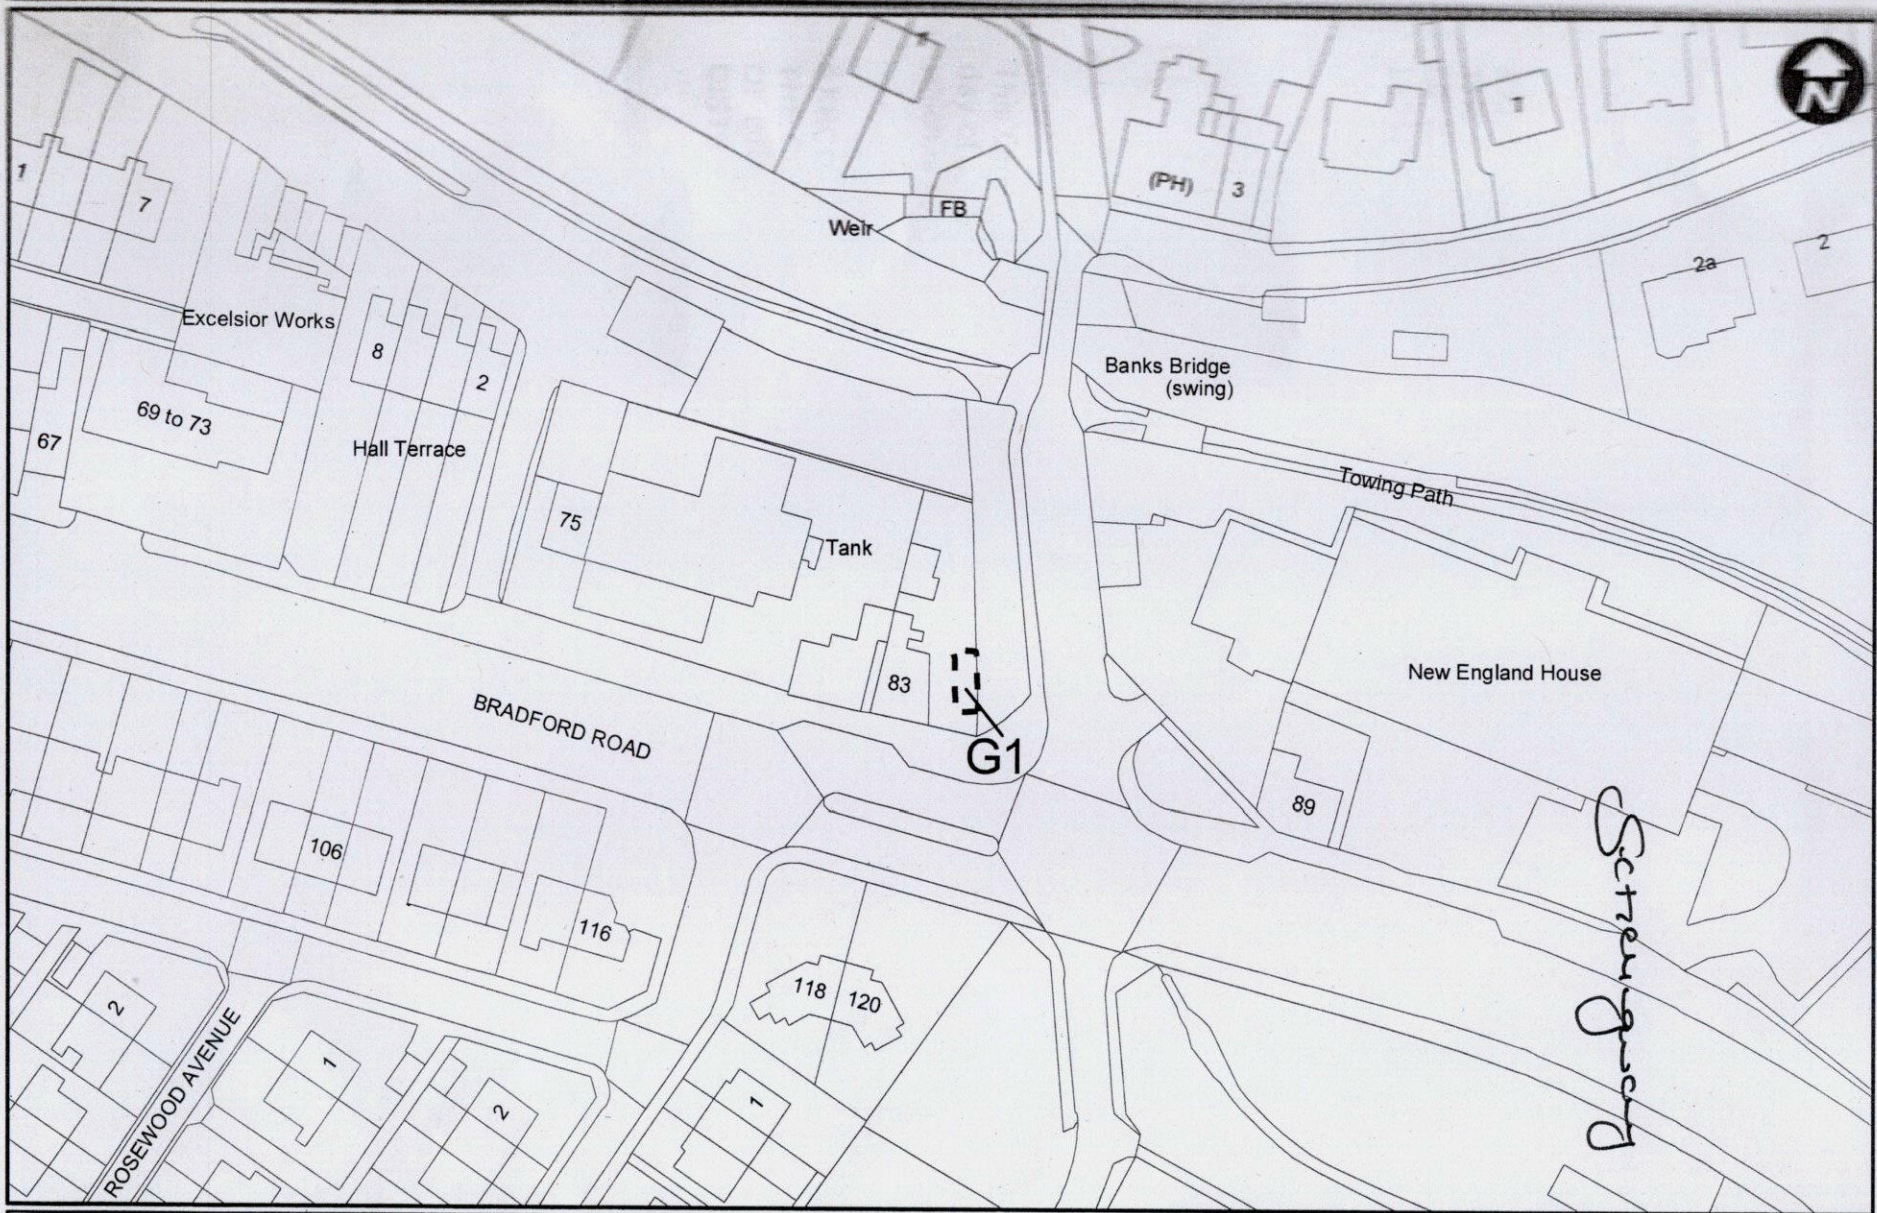 N
(PH)
3
1
7
Weir
FB
2a
2
Excelsior Works
8
2
Banks Bridge
(swing)
67
69 to 73
Hall Terrace
Towing Path
75
Tank
83
New England House
BRADFORD ROAD
G1
89
106
116
118
120
2
1
2
1
ROSEWOOD AVENUE